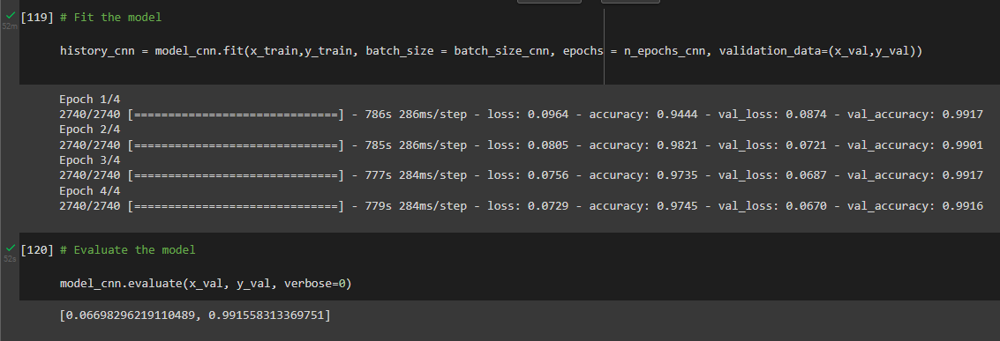 [119] # Fit the model
52m
history_cnn = model_cnn.fit(x_train,y_train, batch_size = batch_size_cnn, epochs = n_epochs_cnn, validation_data=(x_val,y_val))
Epoch 1/4
2740/2740 [==============================] - 786s 286ms/step - loss: 0.0964 - accuracy: 0.9444 - val_loss: 0.0874 - val_accuracy: 0.9917
Epoch 2/4
2740/2740 [==============================] - 785s 286ms/step - loss: 0.0805 - accuracy: 0.9821 - val_loss: 0.0721 - val_accuracy: 0.9901
Epoch 3/4
2740/2740 [==============================] - 777s 284ms/step - loss: 0.0756 - accuracy: 0.9735 - val_loss: 0.0687 - val_accuracy: 0.9917
Epoch 4/4
2740/2740 [==============================] - 779s 284ms/step - loss: 0.0729 - accuracy: 0.9745 - val_loss: 0.0670 - val_accuracy: 0.9916
[120] # Evaluate the model
52s
model_cnn.evaluate(x_val, y_val, verbose=0)
[0.06698296219110489, 0.991558313369751]